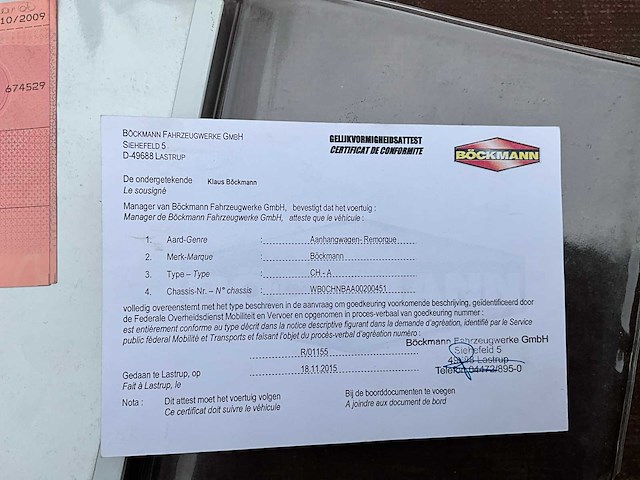 10/2009
674529
BÖCKMANN FAHRZEUGWERKE GMBH
SIEHEFELD 5
D-49688 LASTRUP
GELIJKVORMIGHEIDSATTEST
CERTIFICAT DE CONFORMITE
BÖCKMANN
De ondergetekende Klaus Böckmann
Le sousigné
Manager van Böckmann Fahrzeugwerke GmbH, bevestigt dat het voertuig :
Manager de Böckmann Fahrzeugwerke GmbH, atteste que le véhicule :
1. Aard-Genre : Aanhangwagen- Remorque
2. Merk-Marque : Böckmann
3. Type – Type : CH - A
4. Chassis-Nr. – N° chassis : WB0CHNBAA00200451
volledig overeenstemt met het type beschreven in de aanvraag om goedkeuring voorkomende beschrijving, geïdentificeerd door
de Federale Overheidsdienst Mobiliteit en Vervoer en opgenomen in proces-verbaal van goedkeuring nummer :
est entièrement conforme au type décrit dans la notice descriptive figurant dans la demande d'agréation, identifié par le Service
public fédéral Mobilité et Transports et faisant l'objet du procés-verbal d'agréation numéro :
R/01155
Böckmann Fahrzeugwerke GmbH
Siehefeld 5
49688 Lastrup
Telefon 04472/895-0
Gedaan te Lastrup, op 18.11.2015
Fait à Lastrup, le
Nota : Dit attest moet het voertuig volgen
Ce certificat doit suivre le véhicule
Bij de boorddocumenten te voegen
A joindre aux document de bord